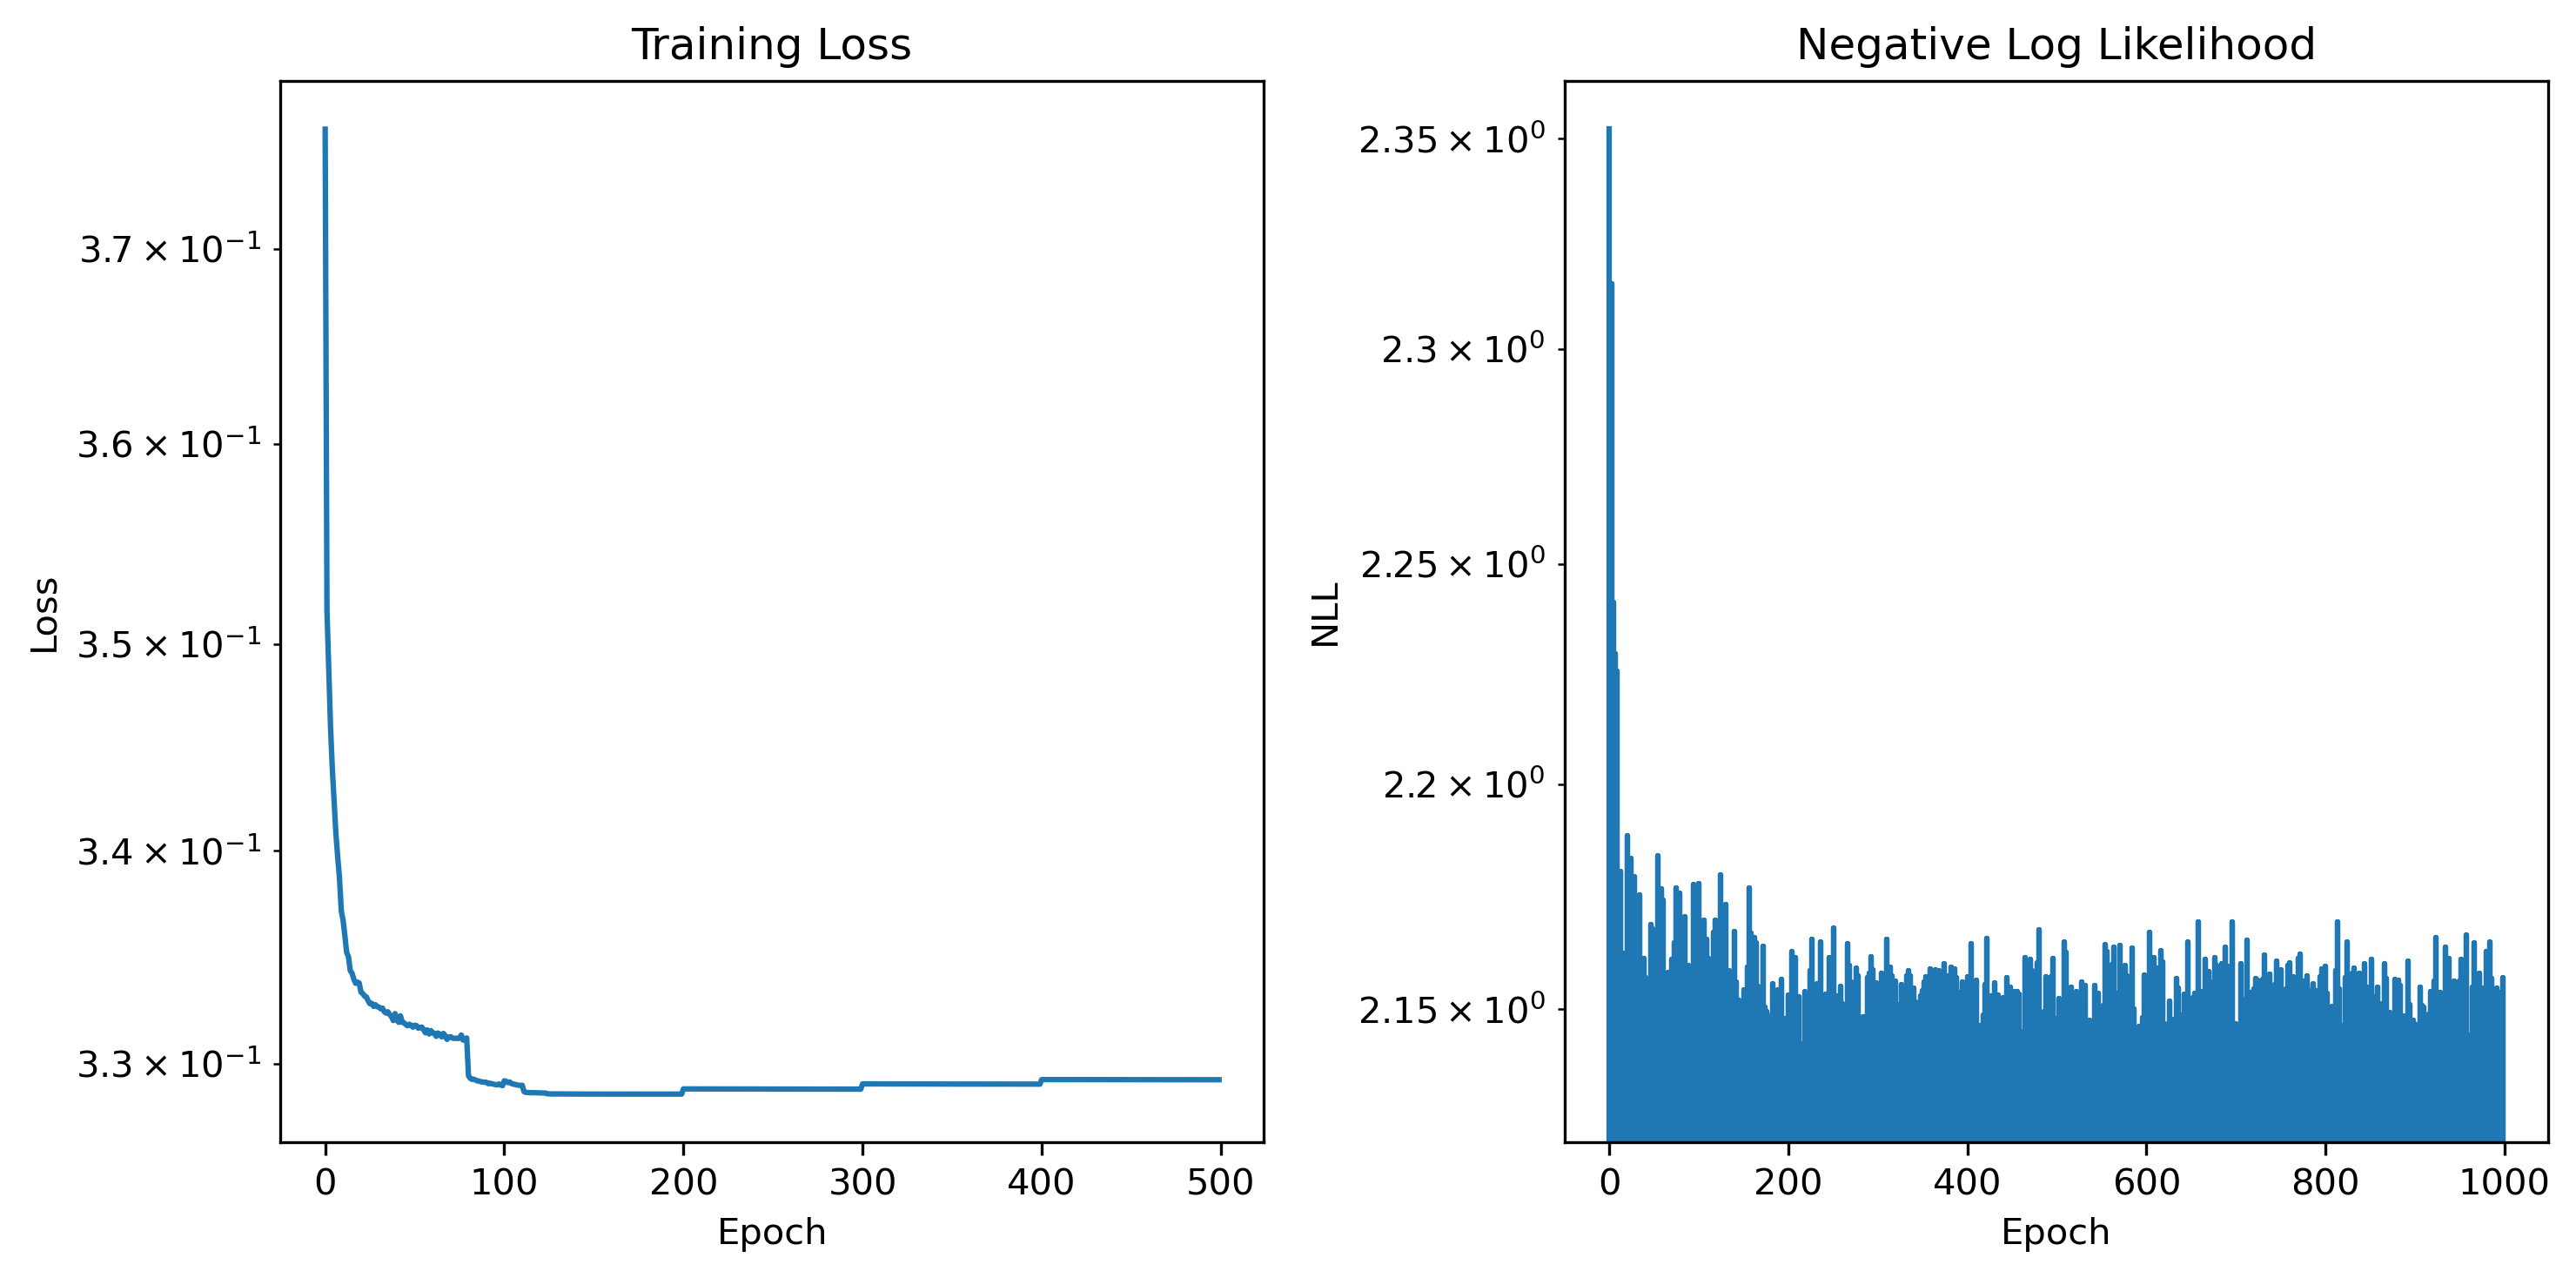 Training Loss
3.7 × 10⁻¹
3.6 × 10⁻¹
3.5 × 10⁻¹
3.4 × 10⁻¹
3.3 × 10⁻¹
Loss
0 100 200 300 400 500
Epoch
Negative Log Likelihood
2.35 × 10⁰
2.3 × 10⁰
2.25 × 10⁰
2.2 × 10⁰
2.15 × 10⁰
NLL
0 200 400 600 800 1000
Epoch